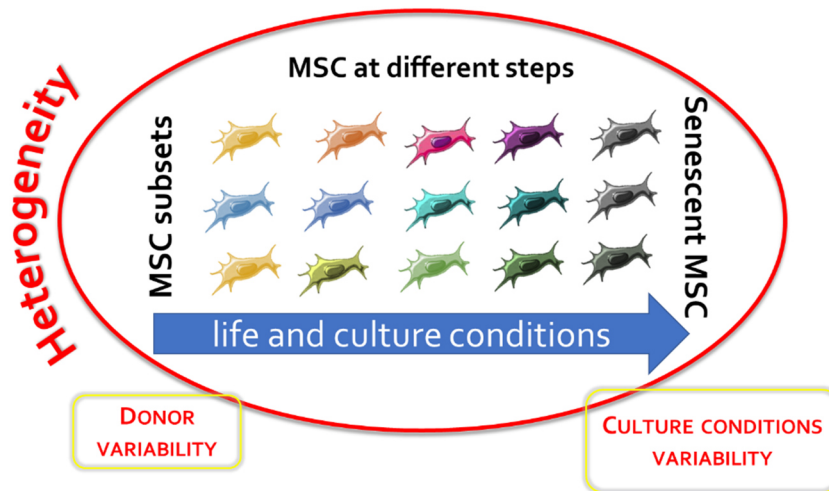 Heterogeneity
MSC at different steps
MSC subsets
Senescent MSC
life and culture conditions
DONOR
VARIABILITY
CULTURE CONDITIONS
VARIABILITY